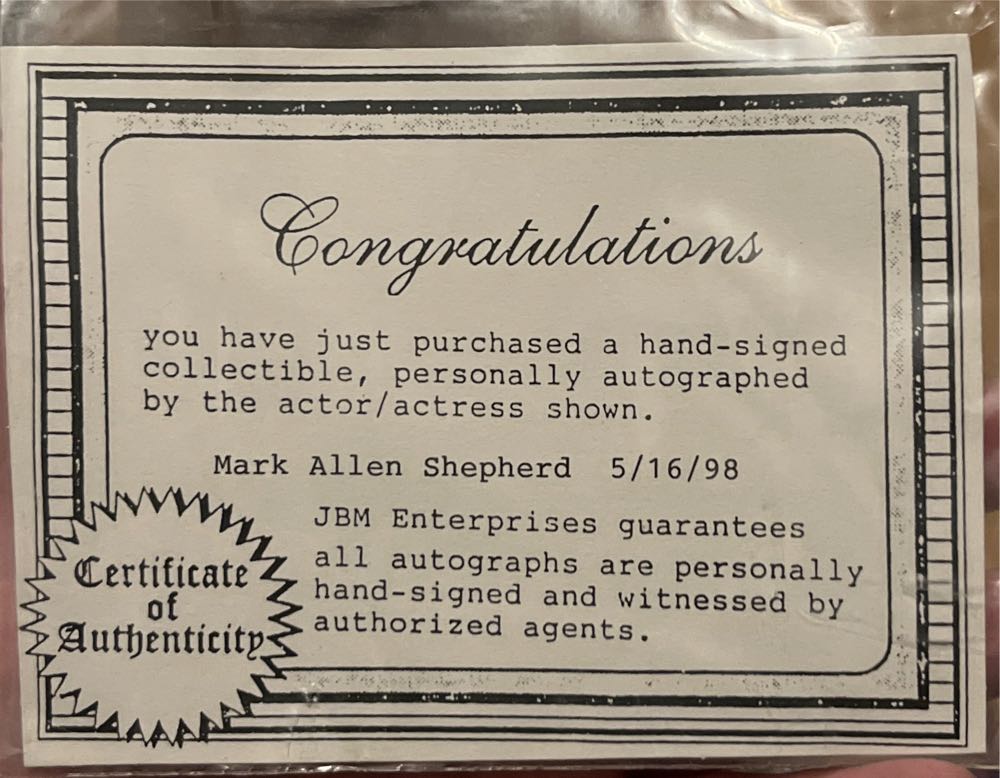 Congratulations
you have just purchased a hand-signed
collectible, personally autographed
by the actor/actress shown.
Mark Allen Shepherd 5/16/98
JBM Enterprises guarantees
all autographs are personally
hand-signed and witnessed by
authorized agents.
Certificate
of
Authenticity